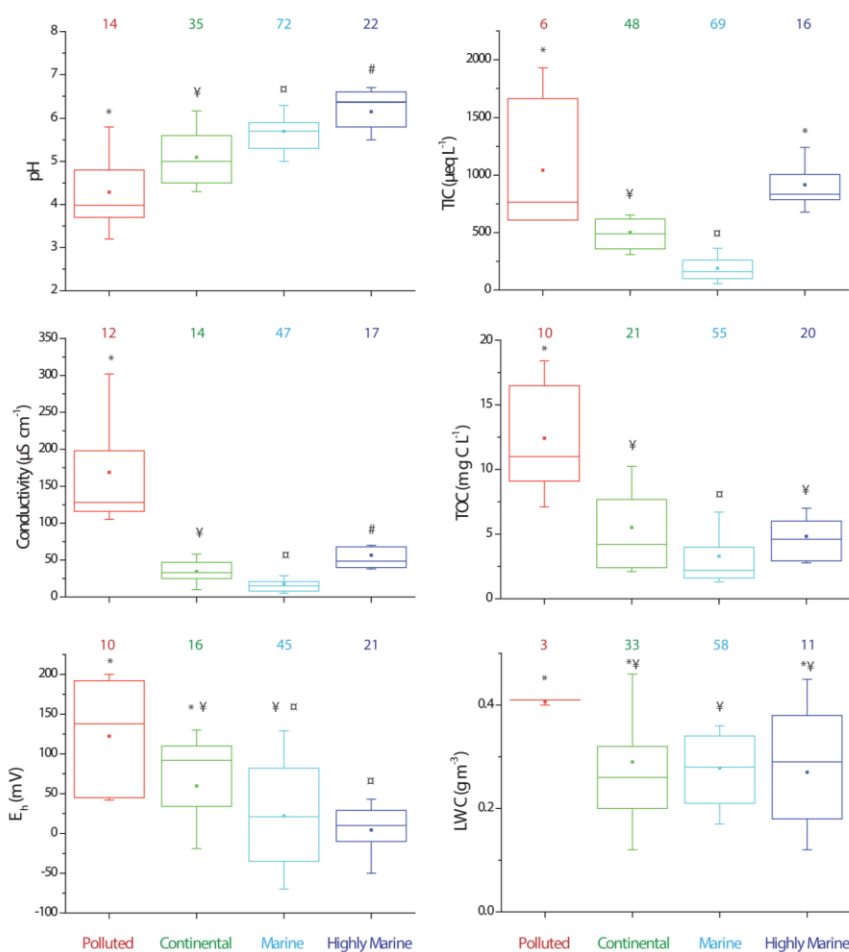 14 35 72 22
8
7
6
5
4
3
2
pH
* ¥ ¤ #
6 48 69 16
2000
1500
1000
500
0
TIC (µeq L-1)
* ¥ ¤ *
12 14 47 17
350
300
250
200
150
100
50
0
Conductivity (µS cm-1)
* ¥ ¤ #
10 21 55 20
20
15
10
5
0
TOC (mg C L-1)
* ¥ ¤ ¥
10 16 45 21
200
150
100
50
0
-50
-100
Eh (mV)
* * ¥ ¥ ¤ ¤
Polluted Continental Marine Highly Marine
3 33 58 11
0.4
0.2
0.0
LWC (g m-3)
* *¥ ¥ *¥
Polluted Continental Marine Highly Marine